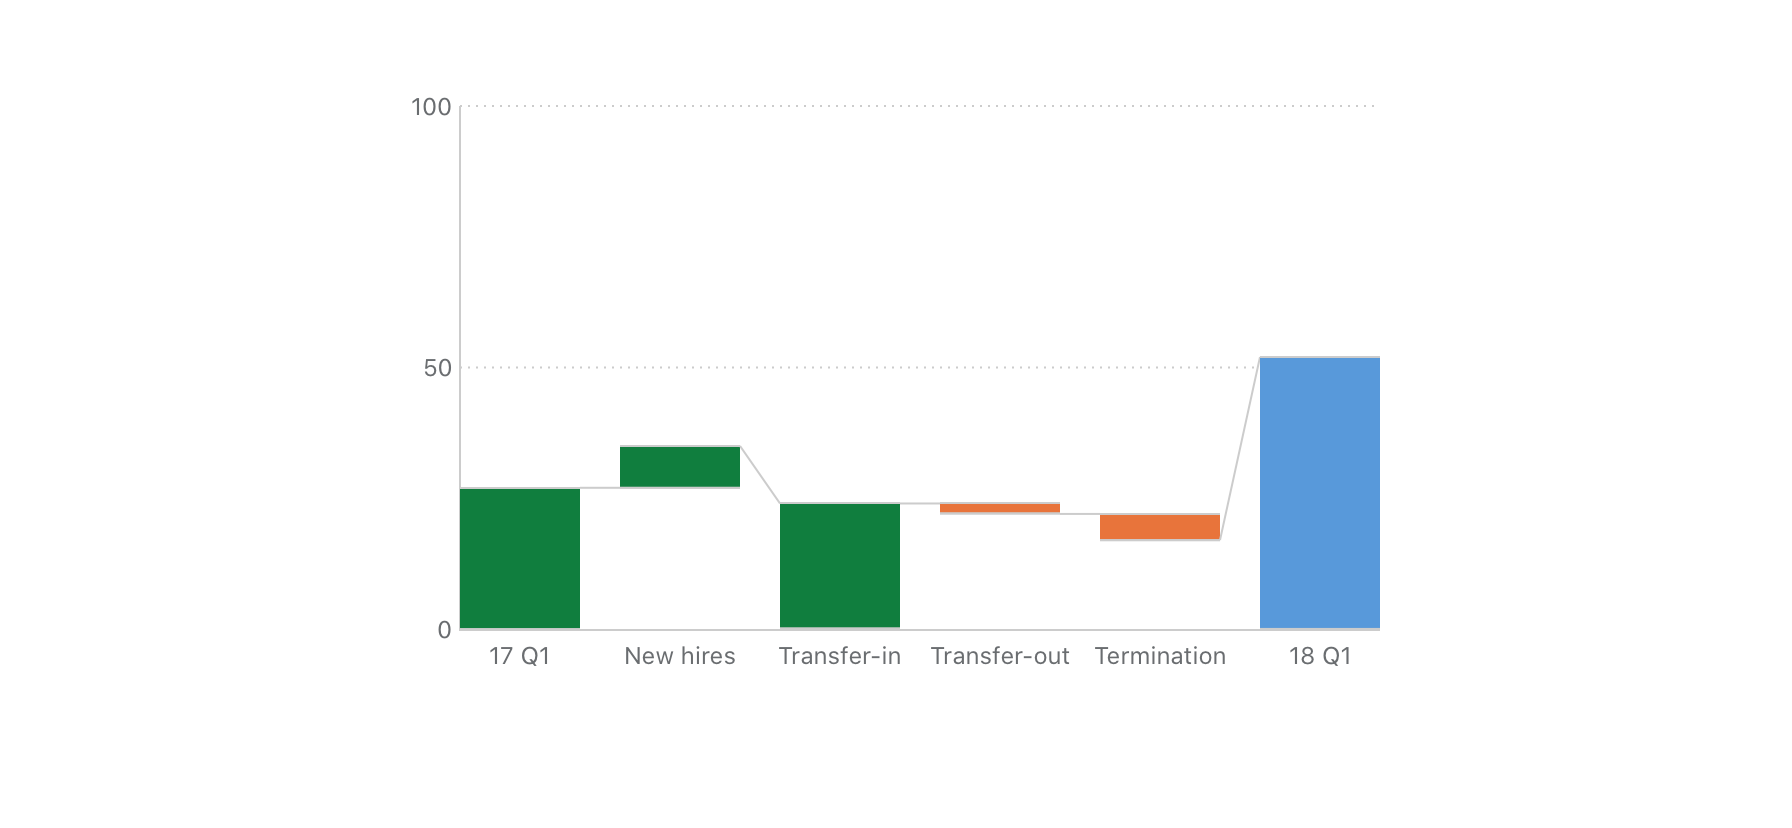 100
50
0
17 Q1
New hires
Transfer-in
Transfer-out
Termination
18 Q1